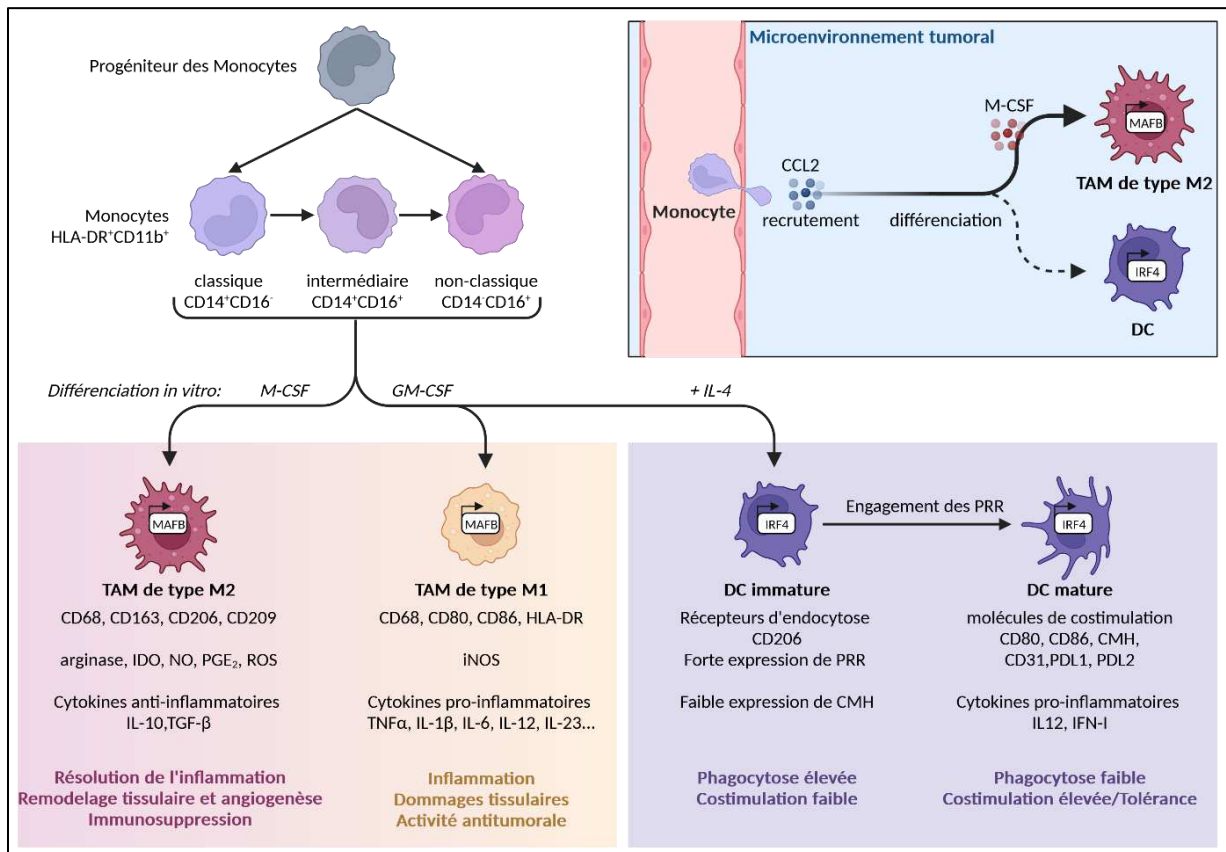 Progéniteur des Monocytes
Monocytes
HLA-DR⁺CD11b⁺
classique
CD14⁺CD16⁻
intermédiaire
CD14⁺CD16⁺
non-classique
CD14⁻CD16⁺
Microenvironnement tumoral
M-CSF
MAFB
TAM de type M2
CCL2
Monocyte
recrutement
différenciation
IRF4
DC
Différenciation in vitro:
M-CSF
GM-CSF
+ IL-4
MAFB
TAM de type M2
CD68, CD163, CD206, CD209
arginase, IDO, NO, PGE₂, ROS
Cytokines anti-inflammatoires
IL-10,TGF-β
Résolution de l'inflammation
Remodelage tissulaire et angiogenèse
Immunosuppression
MAFB
TAM de type M1
CD68, CD80, CD86, HLA-DR
iNOS
Cytokines pro-inflammatoires
TNFα, IL-1β, IL-6, IL-12, IL-23...
Inflammation
Dommages tissulaires
Activité antitumorale
IRF4
Engagement des PRR
DC immature
Récepteurs d'endocytose
CD206
Forte expression de PRR
Faible expression de CMH
Phagocytose élevée
Costimulation faible
IRF4
DC mature
molécules de costimulation
CD80, CD86, CMH,
CD31,PDL1, PDL2
Cytokines pro-inflammatoires
IL12, IFN-I
Phagocytose faible
Costimulation élevée/Tolérance